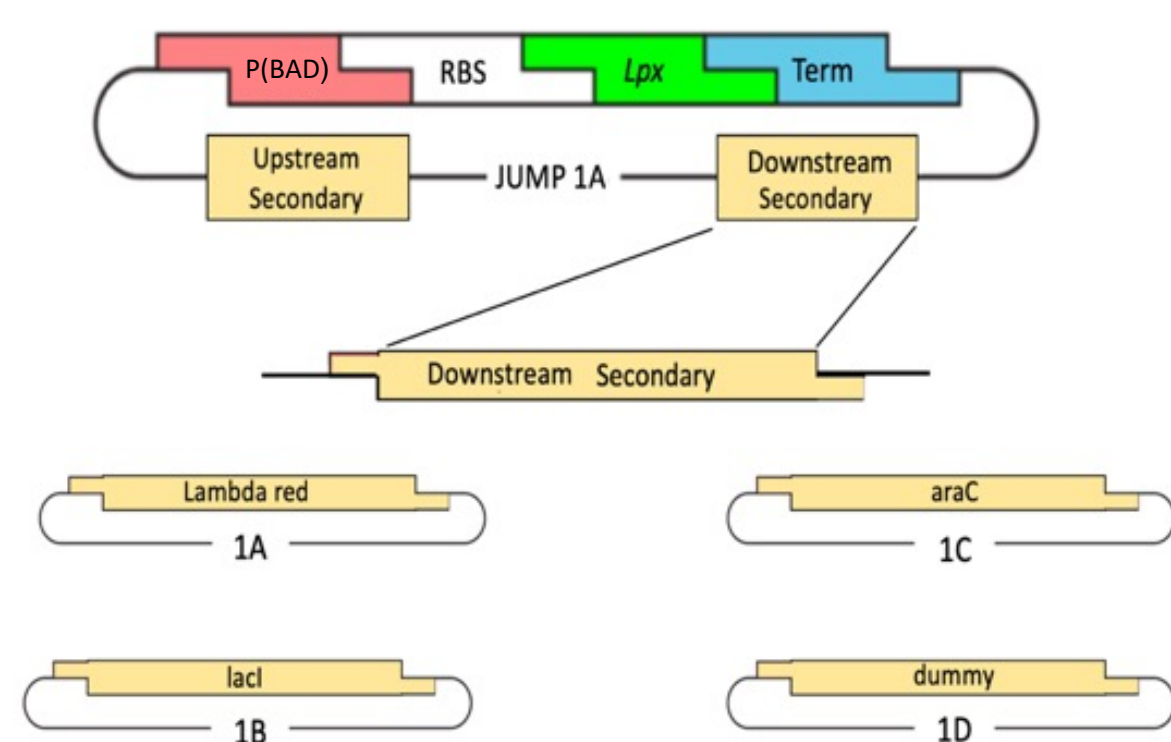 P(BAD) RBS Lpx Term
Upstream
Secondary
JUMP 1A
Downstream
Secondary
Downstream Secondary
Lambda red
1A
araC
1C
lacI
1B
dummy
1D